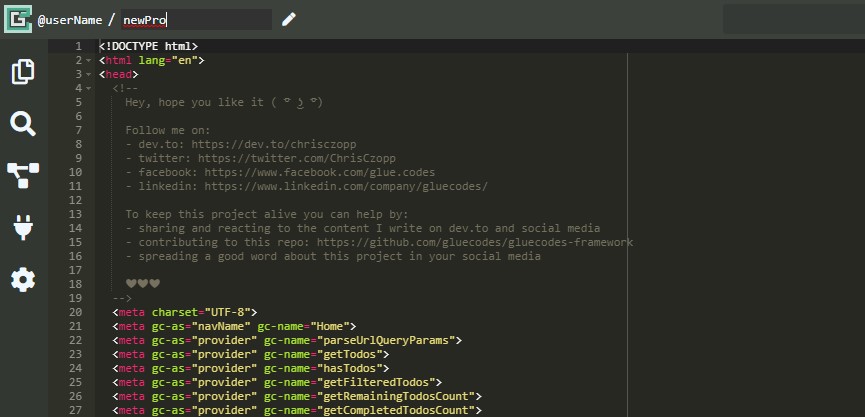 @userName / newPro
1 <!DOCTYPE html>
2 <html lang="en">
3 <head>
4 <!--
5 Hey, hope you like it ( ͡° ͜ʖ ͡°)
6
7 Follow me on:
8 - dev.to: https://dev.to/chrisczopp
9 - twitter: https://twitter.com/ChrisCzopp
10 - facebook: https://www.facebook.com/glue.codes
11 - linkedin: https://www.linkedin.com/company/gluecodes/
12
13 To keep this project alive you can help by:
14 - sharing and reacting to the content I write on dev.to and social media
15 - contributing to this repo: https://github.com/gluecodes/gluecodes-framework
16 - spreading a good word about this project in your social media
17
18 ♥♥♥
19 -->
20 <meta charset="UTF-8">
21 <meta gc-as="navName" gc-name="Home">
22 <meta gc-as="provider" gc-name="parseUrlQueryParams">
23 <meta gc-as="provider" gc-name="getTodos">
24 <meta gc-as="provider" gc-name="hasTodos">
25 <meta gc-as="provider" gc-name="getFilteredTodos">
26 <meta gc-as="provider" gc-name="getRemainingTodosCount">
27 <meta gc-as="provider" gc-name="getCompletedTodosCount">